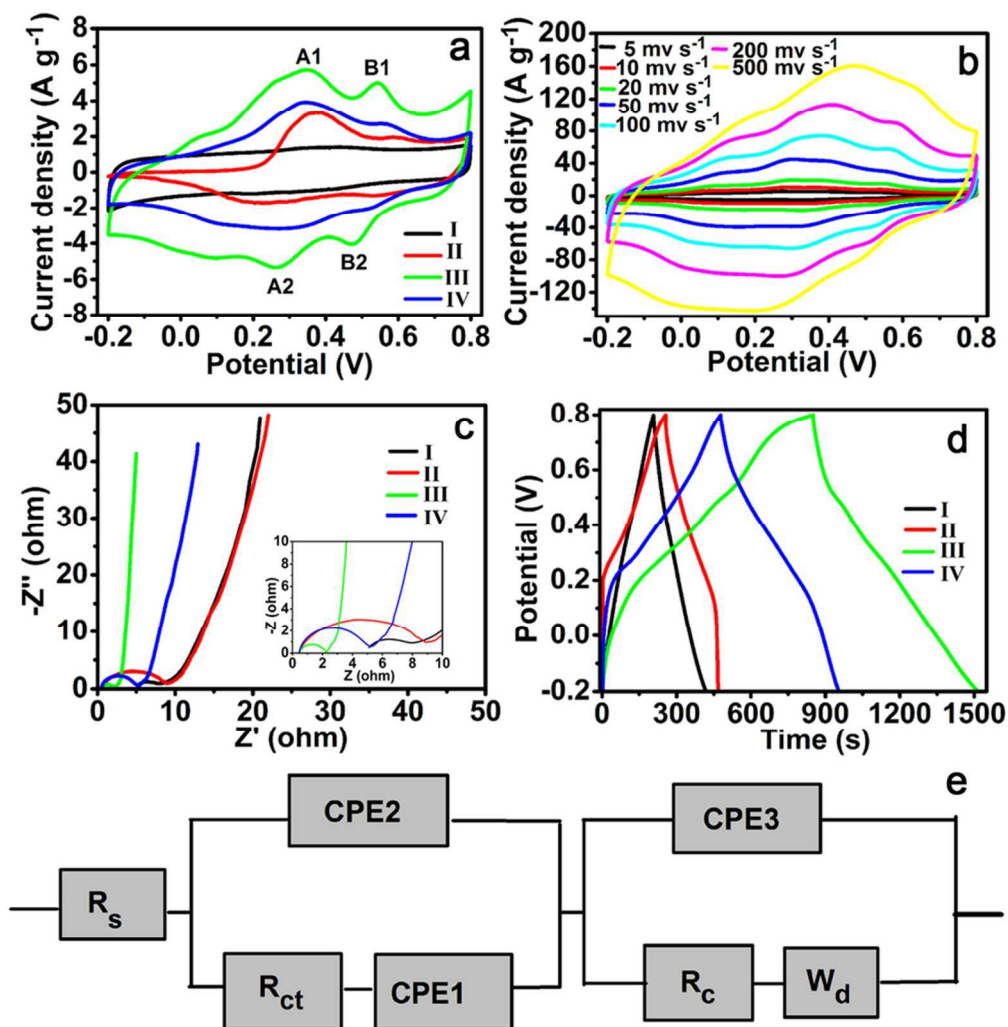 a
Current density (A g⁻¹)
8
6
4
2
0
-2
-4
-6
-8
A1
B1
A2
B2
I
II
III
IV
-0.2 0.0 0.2 0.4 0.6 0.8
Potential (V)
b
Current density (A g⁻¹)
200
160
120
80
40
0
-40
-80
-120
5 mv s⁻¹
10 mv s⁻¹
20 mv s⁻¹
50 mv s⁻¹
100 mv s⁻¹
200 mv s⁻¹
500 mv s⁻¹
-0.2 0.0 0.2 0.4 0.6 0.8
Potential (V)
c
-Z'' (ohm)
50
40
30
20
10
0
I
II
III
IV
-Z (ohm)
10
8
6
4
2
0
0 2 4 6 8 10
Z (ohm)
0 10 20 30 40 50
Z' (ohm)
d
Potential (V)
0.8
0.6
0.4
0.2
0.0
-0.2
I
II
III
IV
0 300 600 900 1200 1500
Time (s)
e
CPE2
CPE3
Rs
Rct
CPE1
Rc
Wd